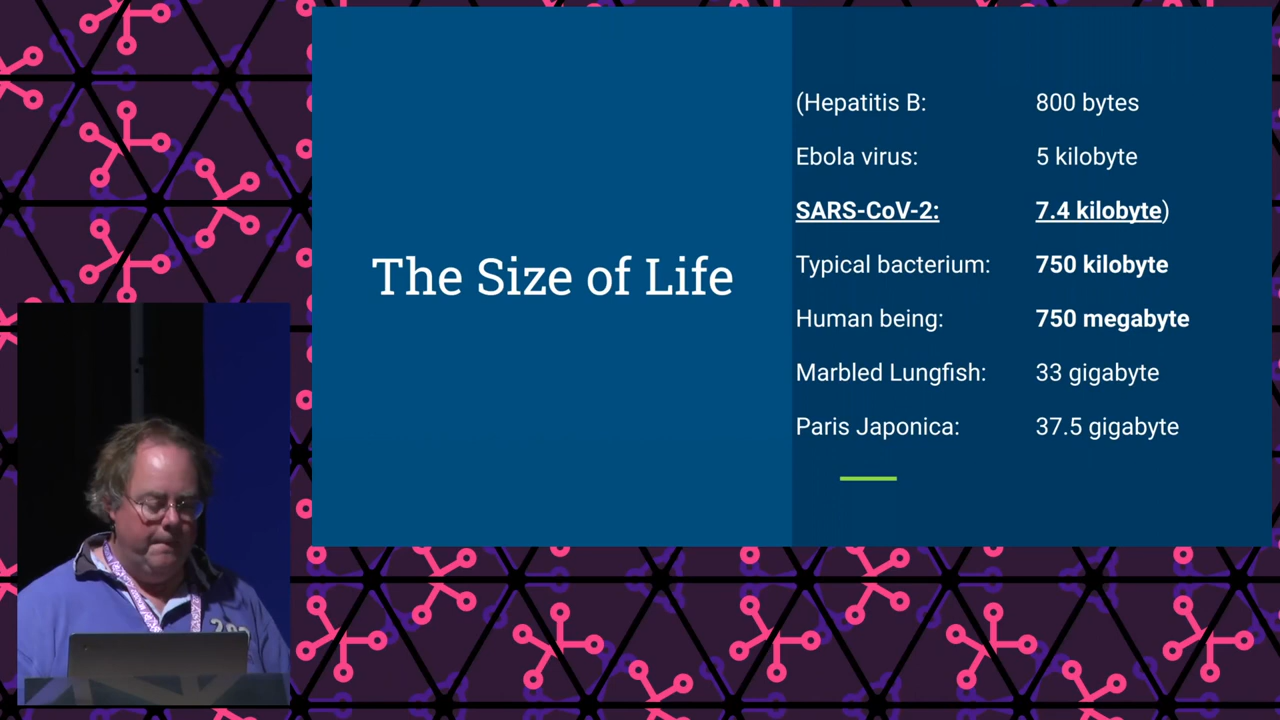 The Size of Life
(Hepatitis B: 800 bytes
Ebola virus: 5 kilobyte
SARS-CoV-2: 7.4 kilobyte)
Typical bacterium: 750 kilobyte
Human being: 750 megabyte
Marbled Lungfish: 33 gigabyte
Paris Japonica: 37.5 gigabyte